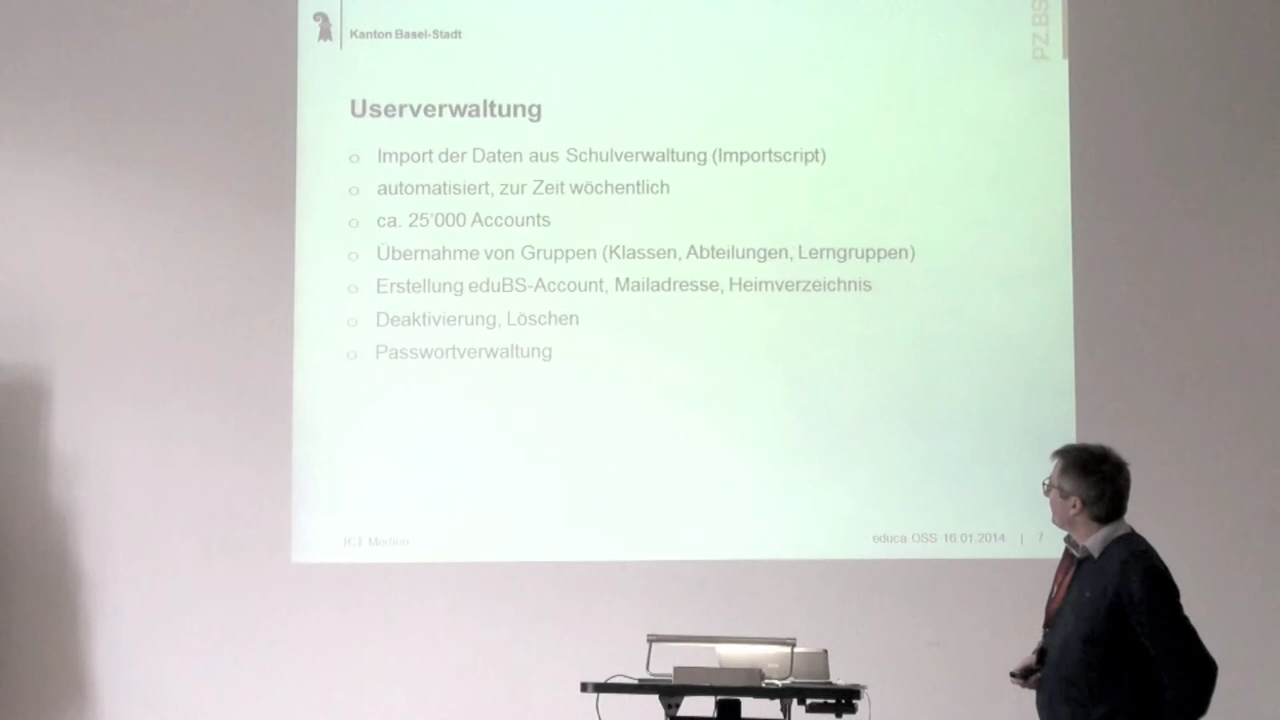 Kanton Basel-Stadt
PZ.BS
Userverwaltung
o Import der Daten aus Schulverwaltung (Importscript)
o automatisiert, zur Zeit wöchentlich
o ca. 25’000 Accounts
o Übernahme von Gruppen (Klassen, Abteilungen, Lerngruppen)
o Erstellung eduBS-Account, Mailadresse, Heimverzeichnis
o Deaktivierung, Löschen
o Passwortverwaltung
ICT Medien
educa OSS 16.01.2014 | 7